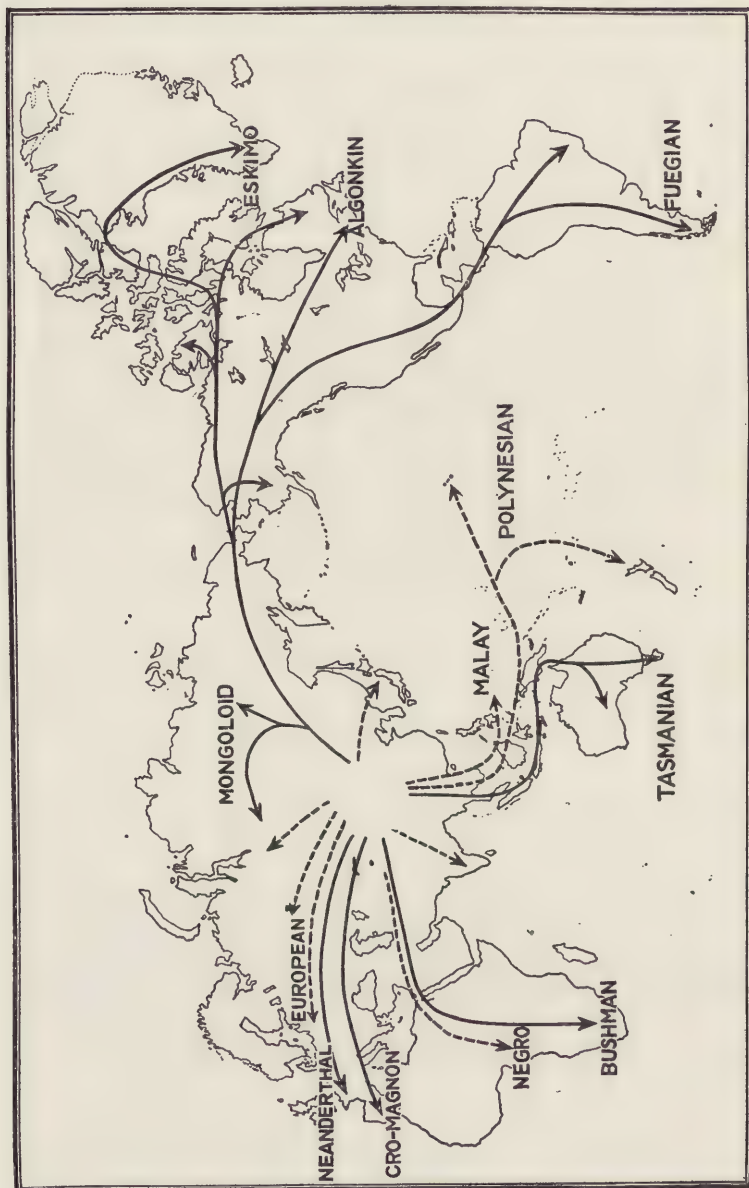 ESKIMO
ALGONKIN
FUEGIAN
MONGOLOID
POLYNESIAN
MALAY
TASMANIAN
EUROPEAN
NEANDERTHAL
CRO-MAGNON
NEGRO
BUSHMAN